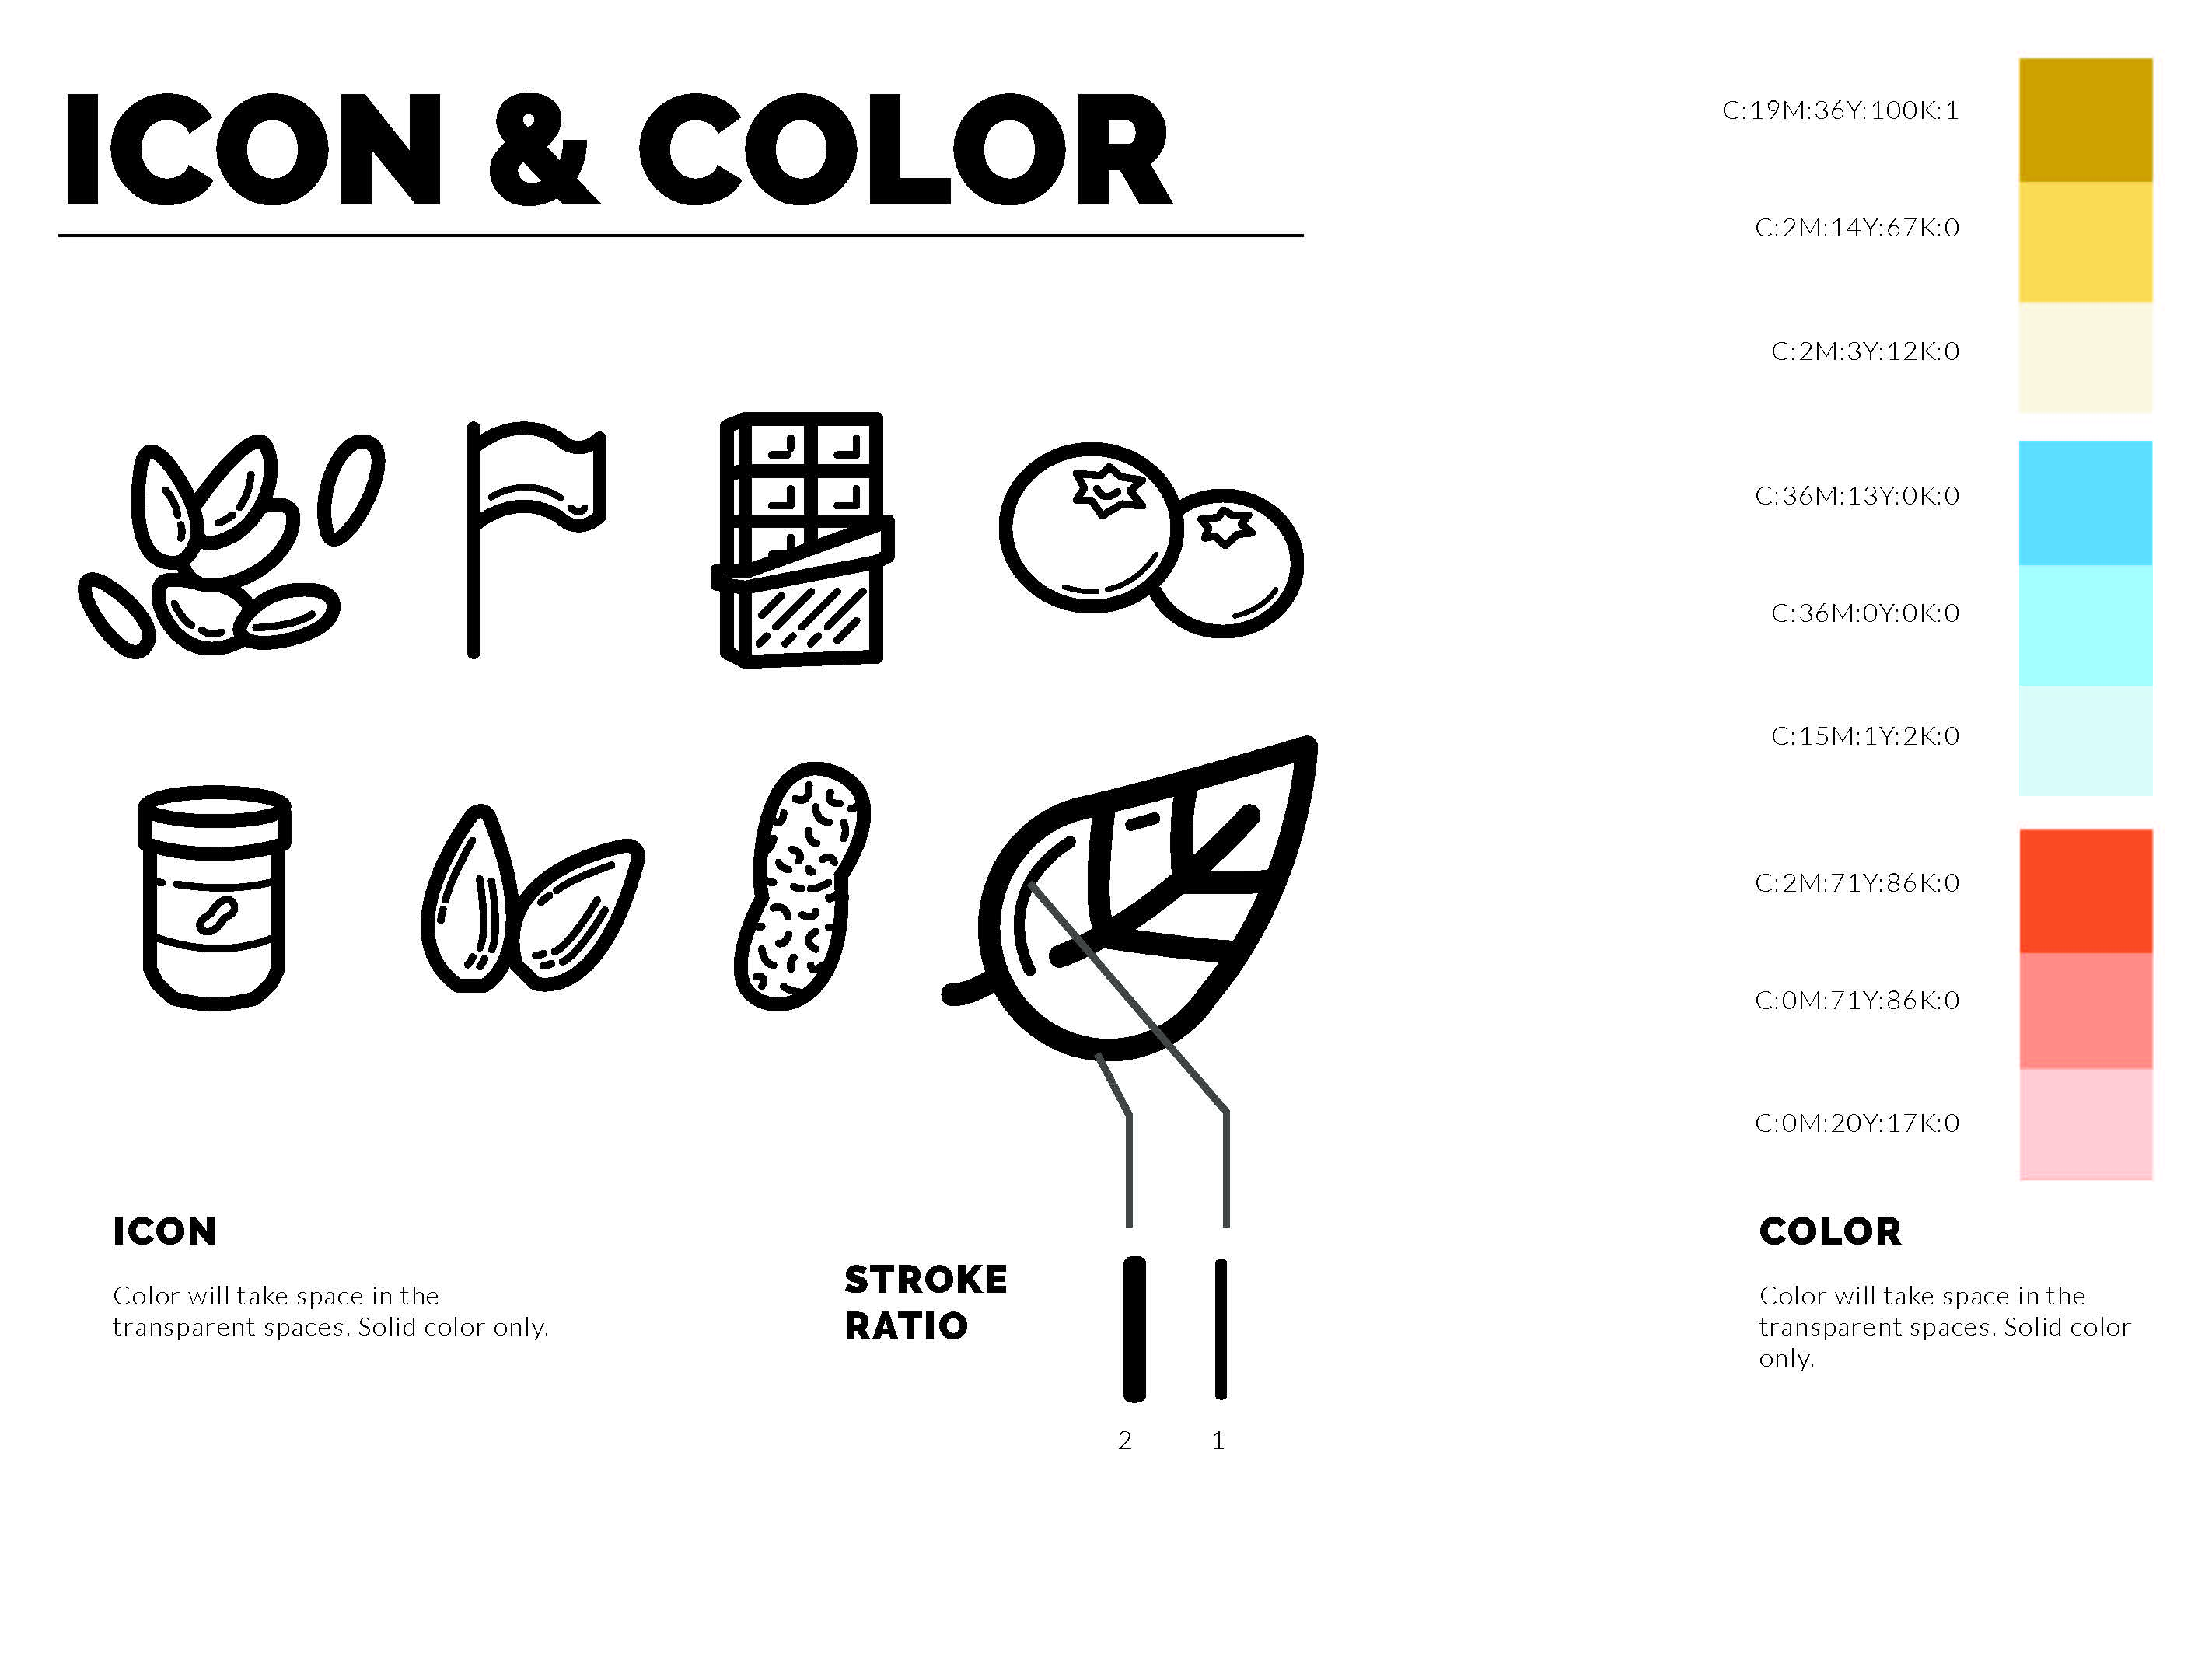 ICON & COLOR
C:19M:36Y:100K:1
C:2M:14Y:67K:0
C:2M:3Y:12K:0
C:36M:13Y:0K:0
C:36M:0Y:0K:0
C:15M:1Y:2K:0
C:2M:71Y:86K:0
C:0M:71Y:86K:0
C:0M:20Y:17K:0
ICON
Color will take space in the
transparent spaces. Solid color only.
STROKE
RATIO
2 1
COLOR
Color will take space in the
transparent spaces. Solid color
only.